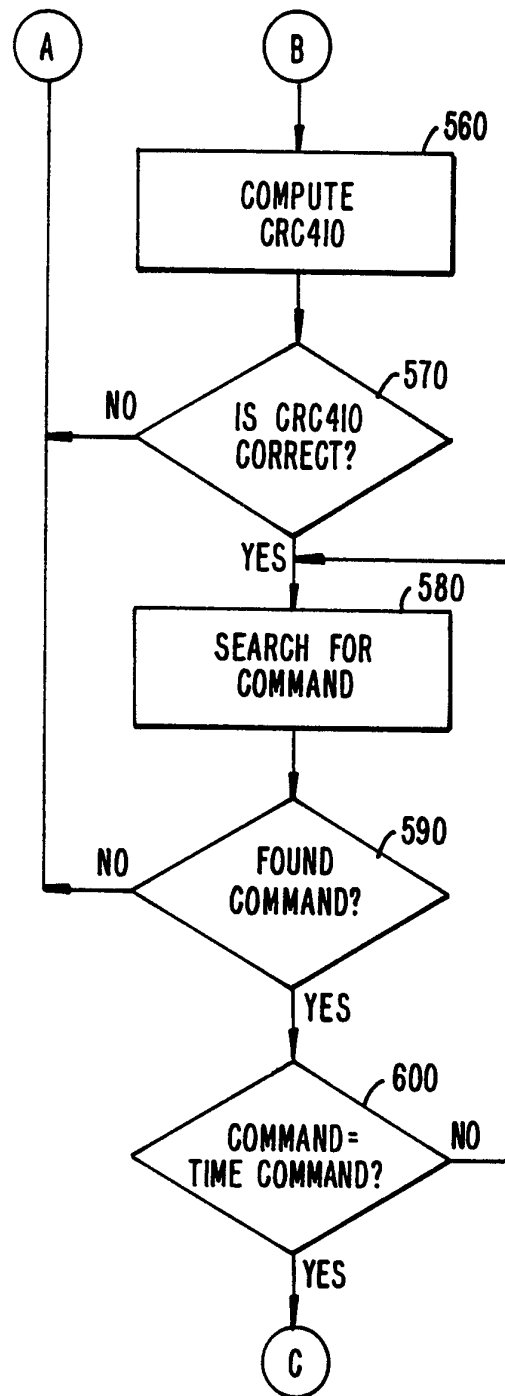 A
B
560
COMPUTE
CRC410
570
NO
IS CRC410
CORRECT?
YES
580
SEARCH FOR
COMMAND
590
NO
FOUND
COMMAND?
YES
600
COMMAND=
TIME COMMAND?
NO
YES
C